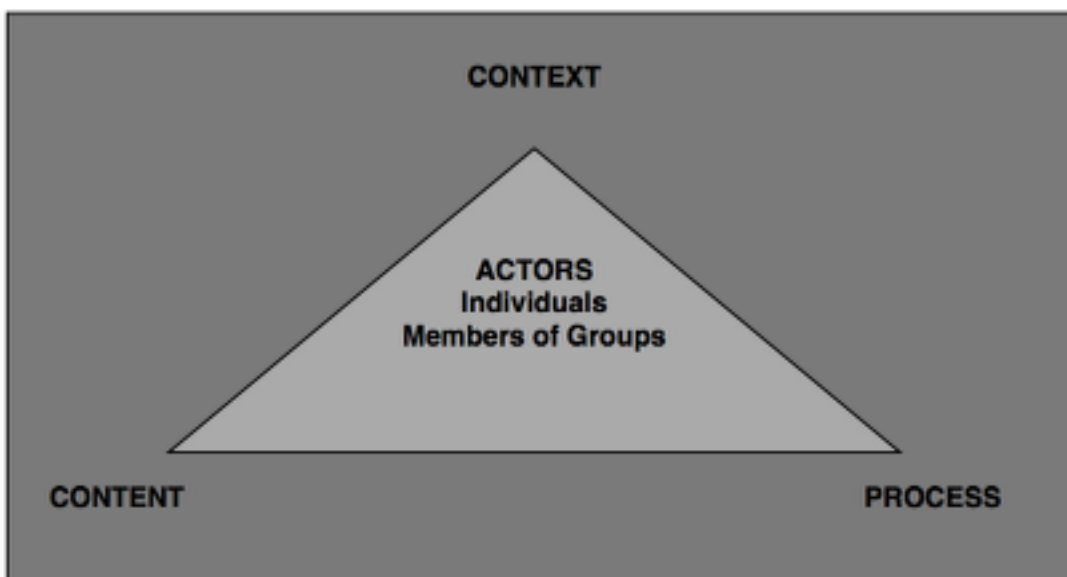 CONTEXT
ACTORS
Individuals
Members of Groups
CONTENT
PROCESS